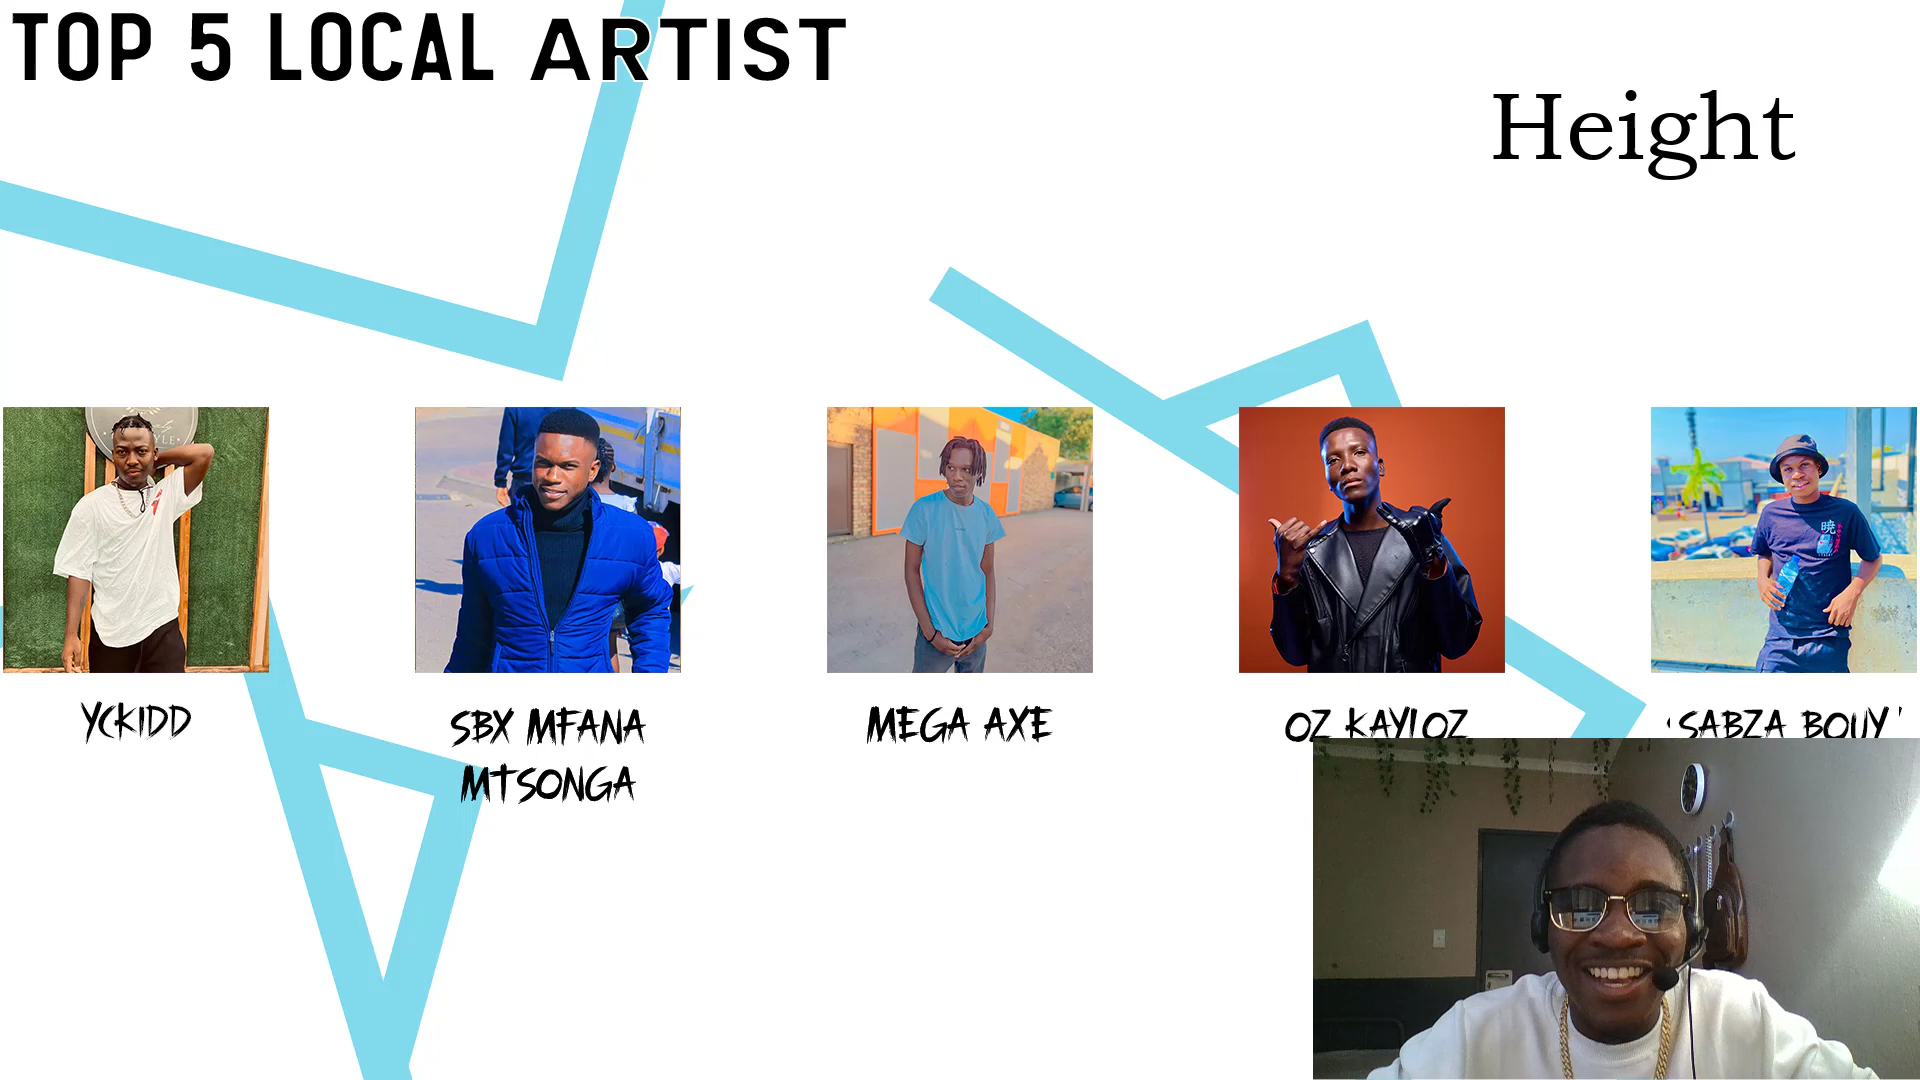 TOP 5 LOCAL ARTIST
Height
YCKIDD
SBX MFANA
MTSONGA
MEGA AXE
OZ KAYIOZ
'SABZA BOUY'